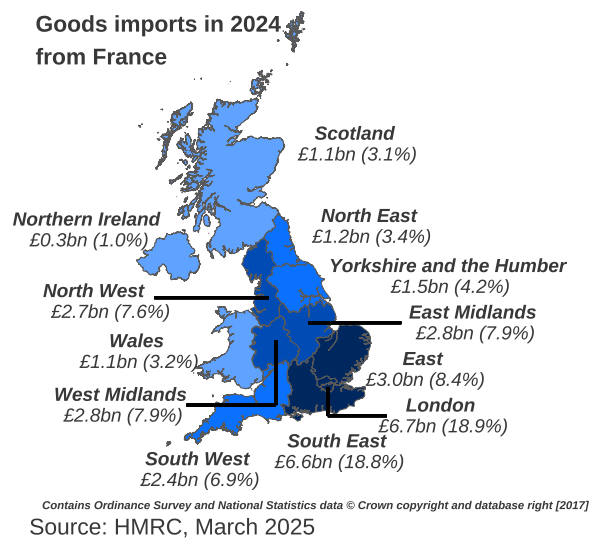 Goods imports in 2024
from France
Scotland
£1.1bn (3.1%)
Northern Ireland
£0.3bn (1.0%)
North East
£1.2bn (3.4%)
Yorkshire and the Humber
£1.5bn (4.2%)
North West
£2.7bn (7.6%)
East Midlands
£2.8bn (7.9%)
Wales
£1.1bn (3.2%)
East
£3.0bn (8.4%)
West Midlands
£2.8bn (7.9%)
London
£6.7bn (18.9%)
South East
£6.6bn (18.8%)
South West
£2.4bn (6.9%)
Contains Ordinance Survey and National Statistics data © Crown copyright and database right [2017]
Source: HMRC, March 2025